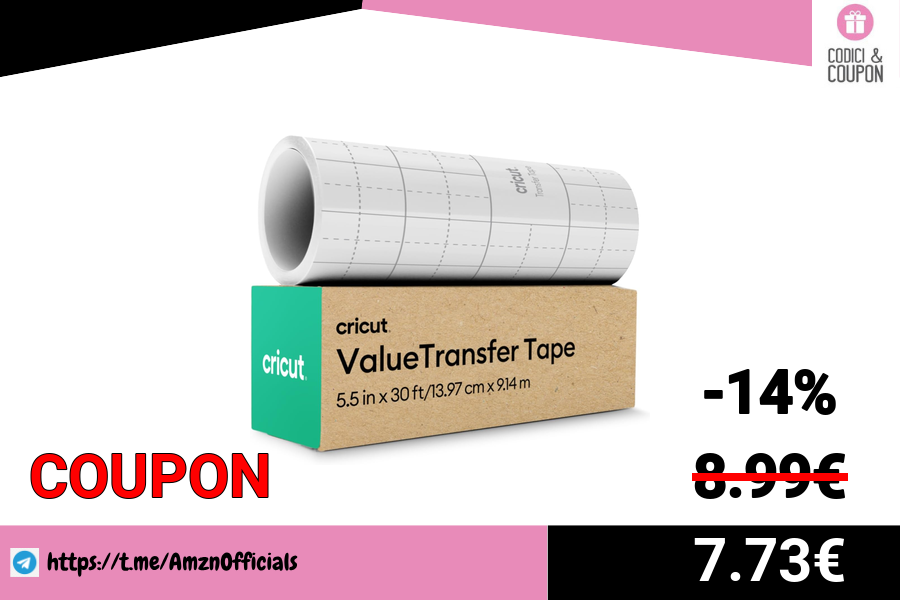 CODICI &
COUPON
cricut
Transfer Tape
cricut
cricut
ValueTransfer Tape
5.5 in x 30 ft/13.97 cm x 9.14 m
-14%
COUPON
8.99€
https://t.me/AmznOfficials
7.73€